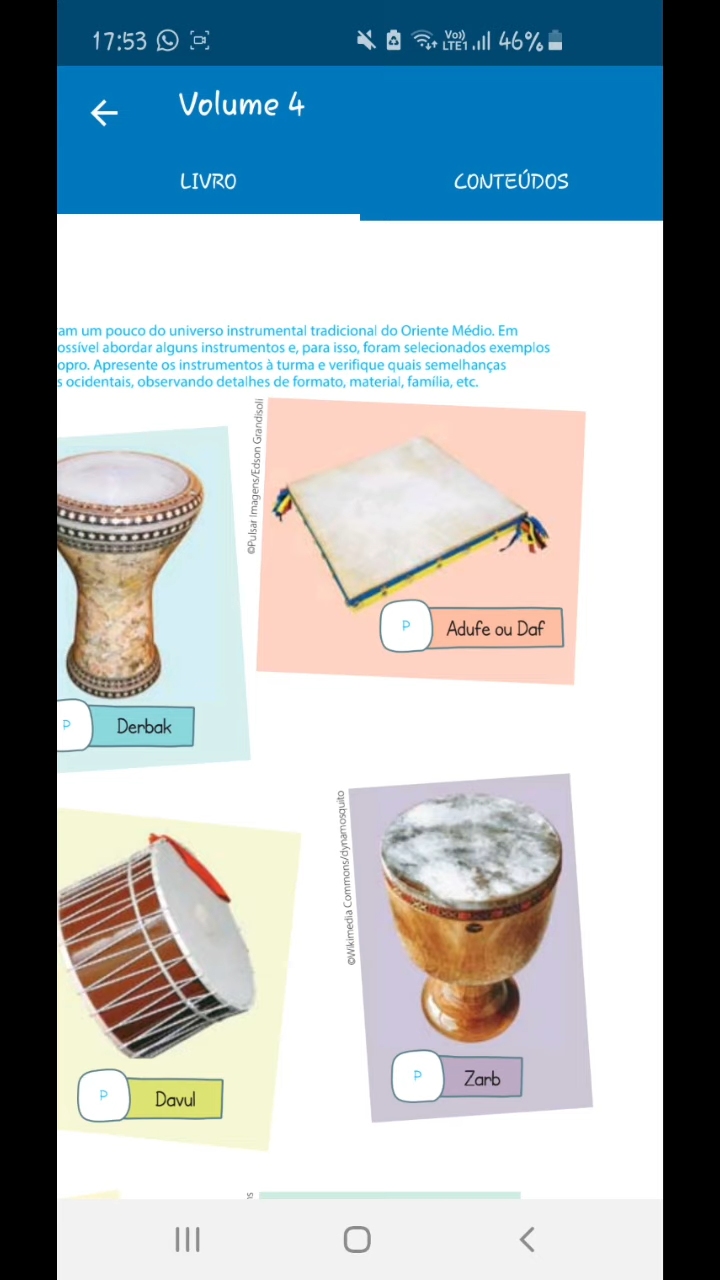 17:53 Vo)) LTE1 46%
Volume 4
LIVRO CONTEÚDOS
am um pouco do universo instrumental tradicional do Oriente Médio. Em
ossível abordar alguns instrumentos e, para isso, foram selecionados exemplos
opro. Apresente os instrumentos à turma e verifique quais semelhanças
s ocidentais, observando detalhes de formato, material, família, etc.
©Pulsar Imagens/Edson Grandisoli
P Adufe ou Daf
P Derbak
©Wikimedia Commons/dynamosquito
P Zarb
P Davul